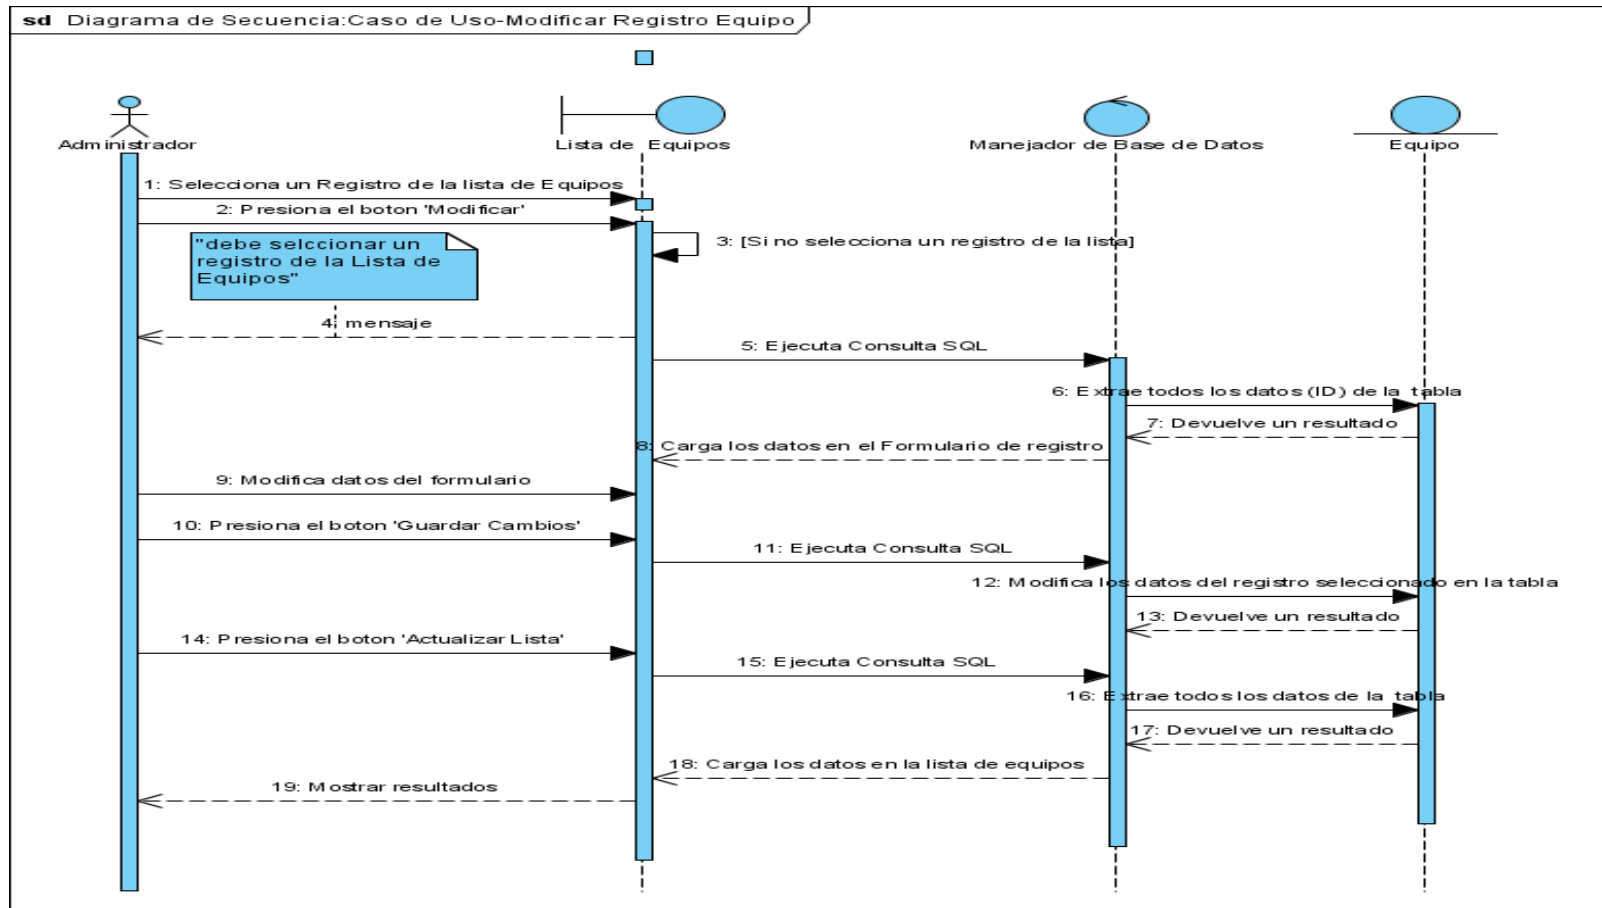 sd Diagrama de Secuencia:Caso de Uso-Modificar Registro Equipo
Administrador
Lista de Equipos
Manejador de Base de Datos
Equipo
1: Selecciona un Registro de la lista de Equipos
2: Presiona el boton 'Modificar'
3: [Si no selecciona un registro de la lista]
"debe selccionar un
registro de la Lista de
Equipos"
4: mensaje
5: Ejecuta Consulta SQL
6: Extrae todos los datos (ID) de la tabla
7: Devuelve un resultado
8: Carga los datos en el Formulario de registro
9: Modifica datos del formulario
10: Presiona el boton 'Guardar Cambios'
11: Ejecuta Consulta SQL
12: Modifica los datos del registro seleccionado en la tabla
13: Devuelve un resultado
14: Presiona el boton 'Actualizar Lista'
15: Ejecuta Consulta SQL
16: Extrae todos los datos de la tabla
17: Devuelve un resultado
18: Carga los datos en la lista de equipos
19: Mostrar resultados